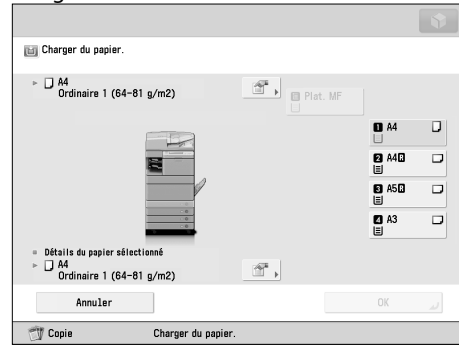 Charger du papier.
A4
Ordinaire 1 (64-81 g/m2)
Plat. MF
1 A4
2 A4R
3 A5R
4 A3
Détails du papier sélectionné
A4
Ordinaire 1 (64-81 g/m2)
Annuler
OK
Copie
Charger du papier.